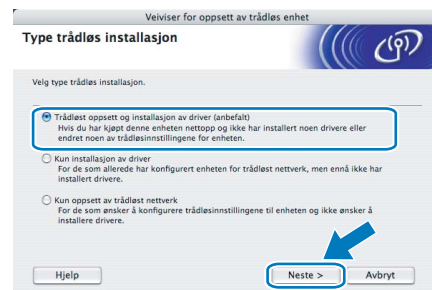 Veiviser for oppsett av trådløs enhet
Type trådløs installasjon
Velg type trådløs installasjon.
Trådløst oppsett og installasjon av driver (anbefalt)
Hvis du har kjøpt denne enheten nettopp og ikke har installert noen drivere eller
endret noen av trådløsinnstillingene for enheten.
Kun installasjon av driver
For de som allerede har konfigurert enheten for trådløst nettverk, men ennå ikke har
installert drivere.
Kun oppsett av trådløst nettverk
For de som ønsker å konfigurere trådløsinnstillingene til enheten og ikke ønsker å
installere drivere.
Hjelp
Neste >
Avbryt